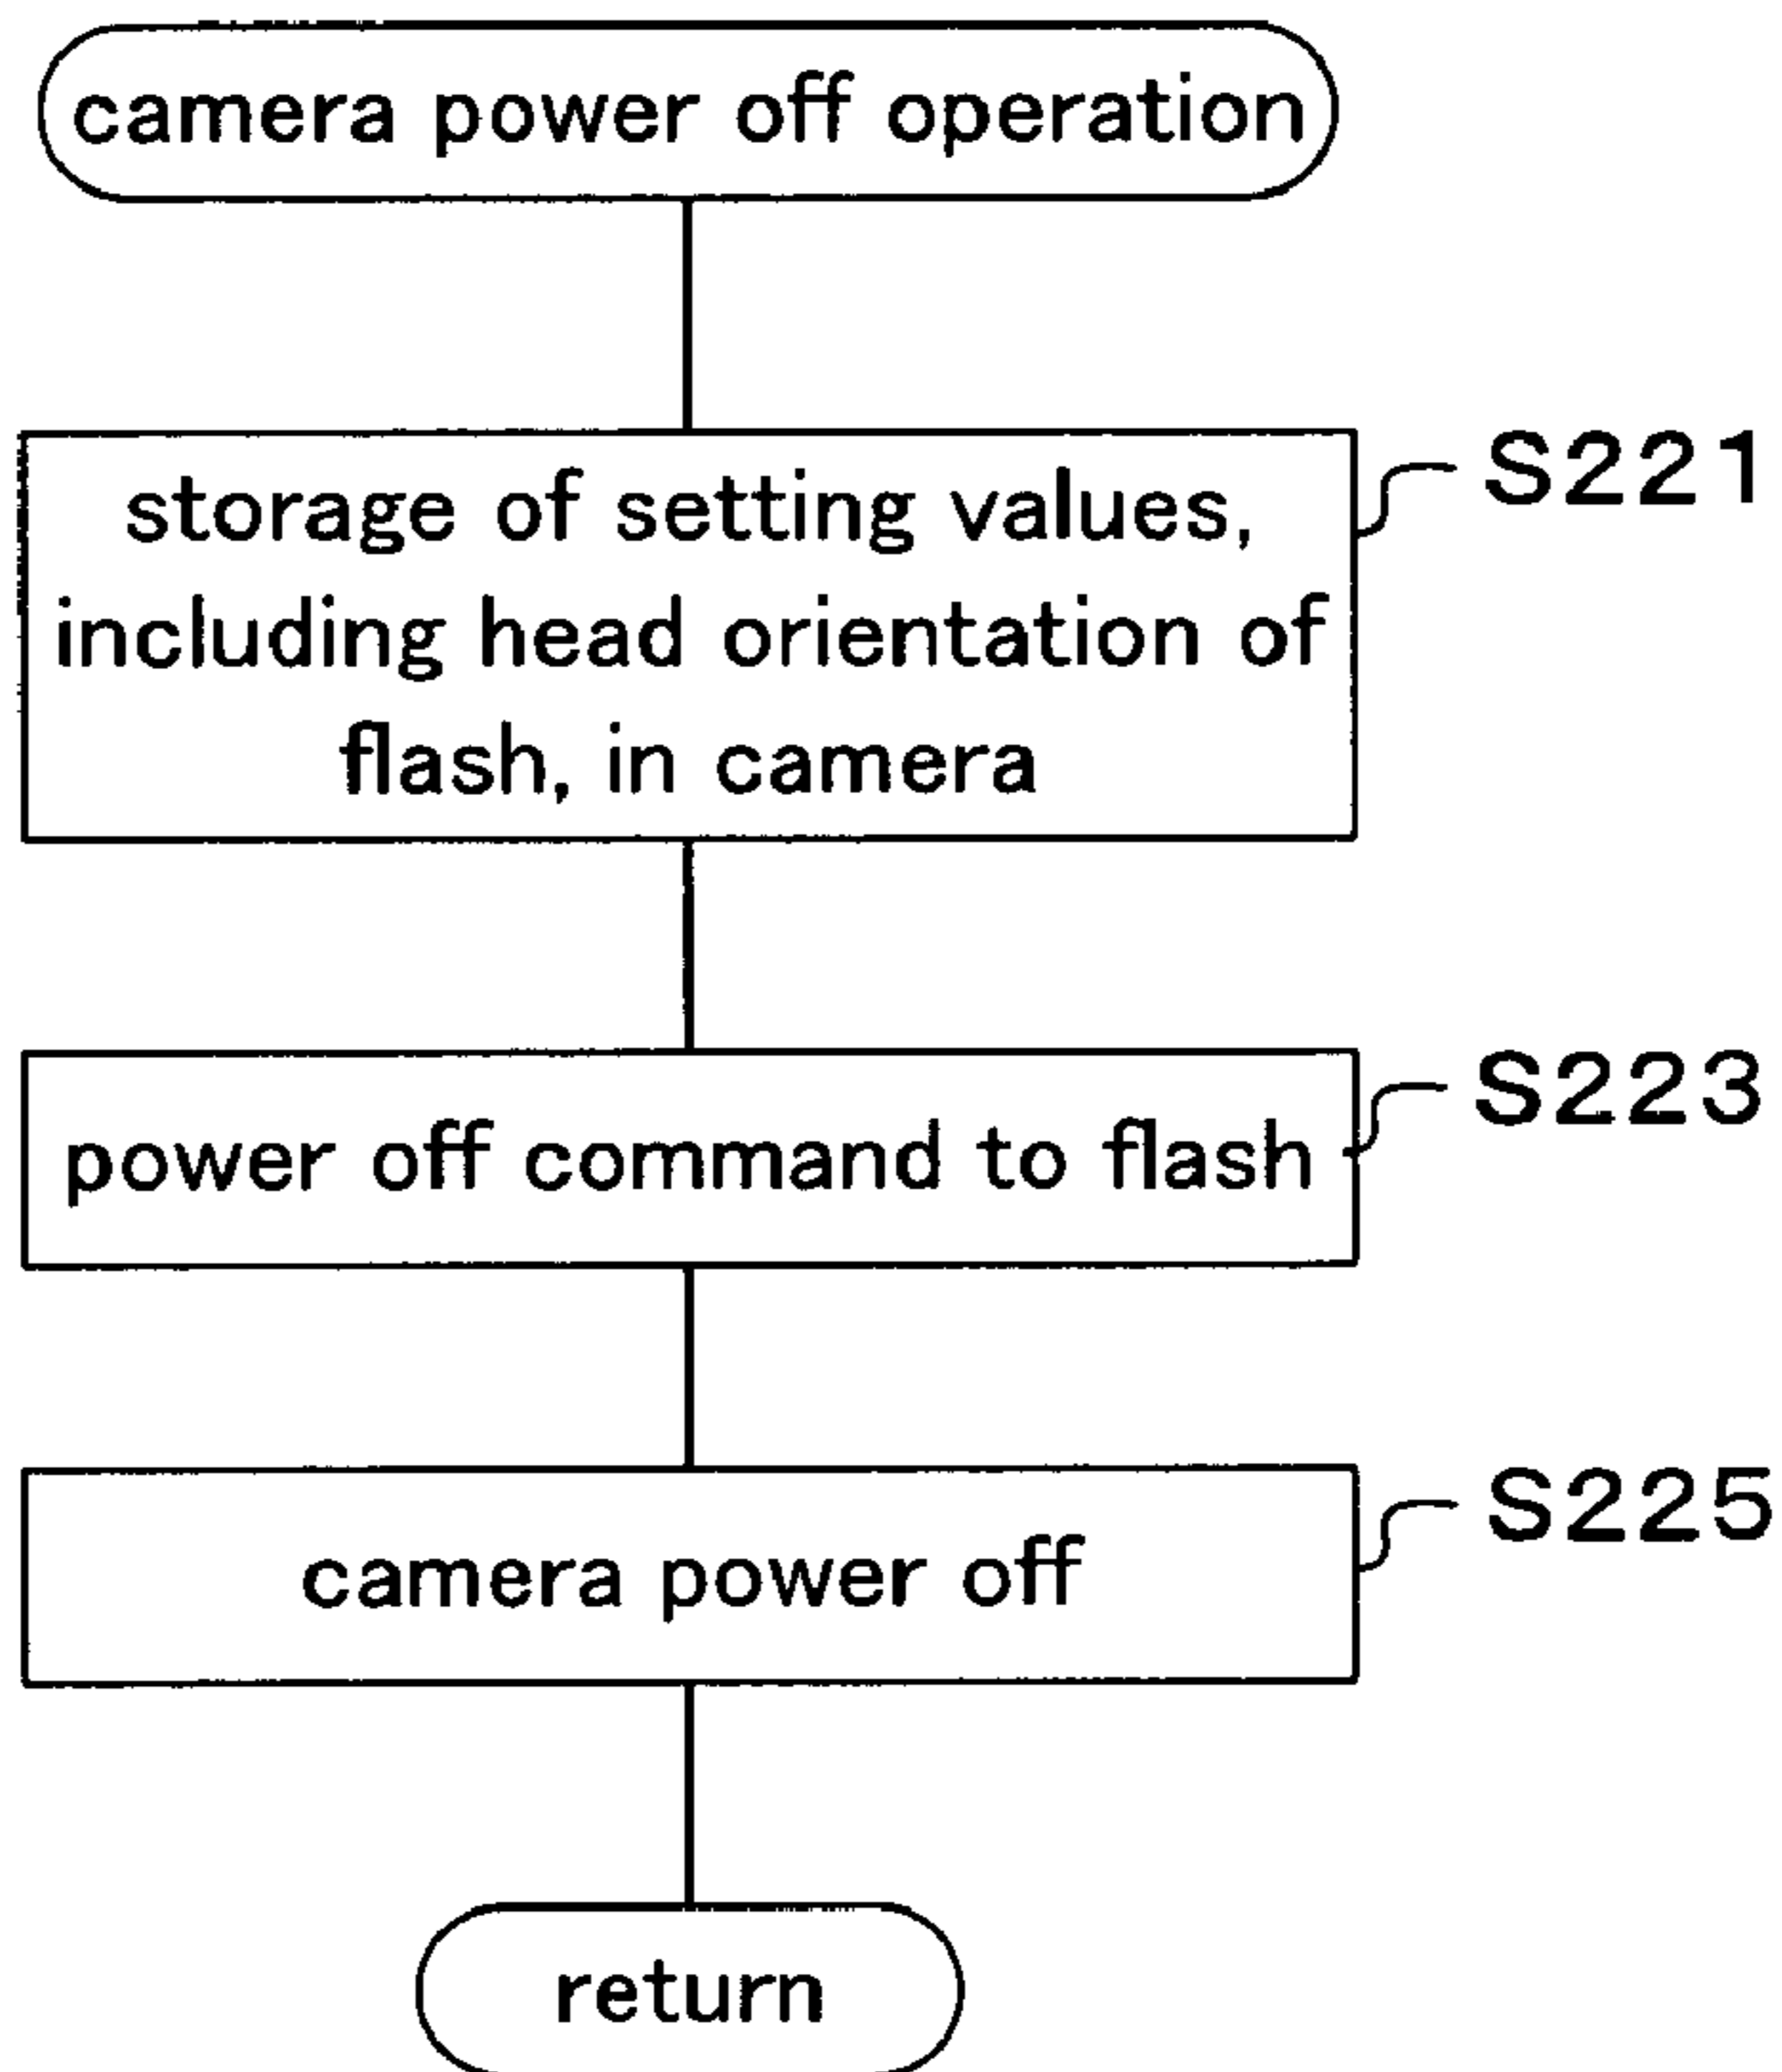 camera power off operation
storage of setting values,
including head orientation of
flash, in camera
S221
power off command to flash
S223
camera power off
S225
return